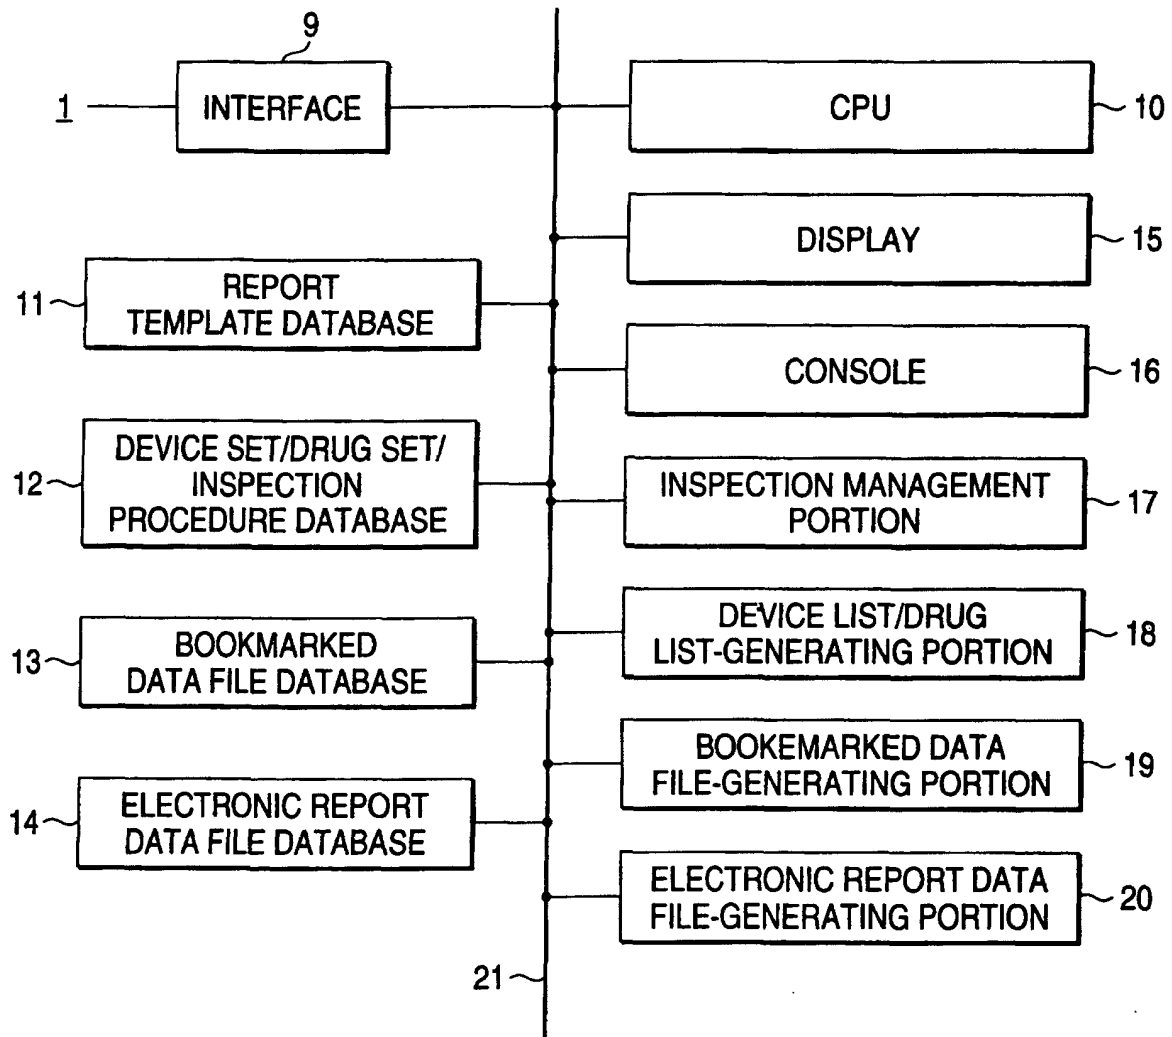 9
1
INTERFACE
CPU
10
DISPLAY
15
11
REPORT
TEMPLATE DATABASE
CONSOLE
16
12
DEVICE SET/DRUG SET/
INSPECTION
PROCEDURE DATABASE
INSPECTION MANAGEMENT
PORTION
17
DEVICE LIST/DRUG
LIST-GENERATING PORTION
18
13
BOOKMARKED
DATA FILE DATABASE
BOOKEMARKED DATA
FILE-GENERATING PORTION
19
14
ELECTRONIC REPORT
DATA FILE DATABASE
ELECTRONIC REPORT DATA
FILE-GENERATING PORTION
20
21